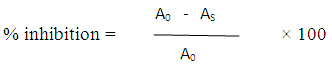 A₀ - Aₛ
% inhibition = × 100
A₀